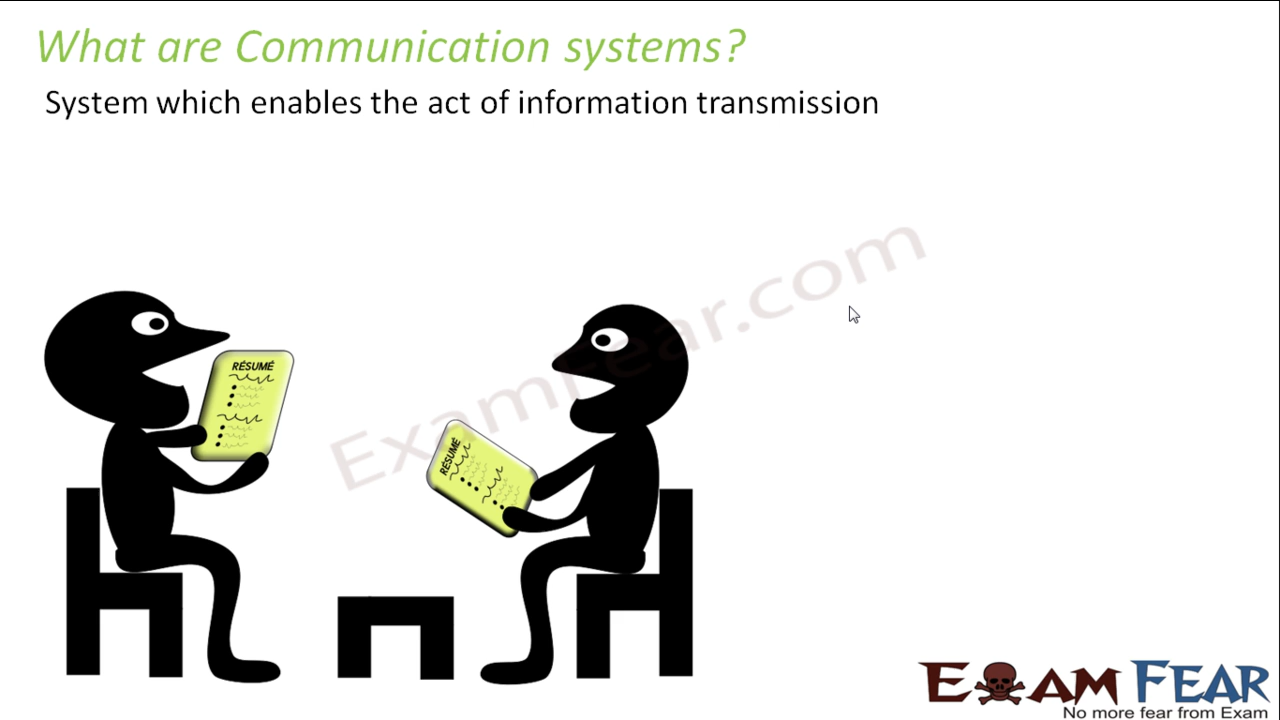 What are Communication systems?
System which enables the act of information transmission
ExamFear.com
RÉSUMÉ
RÉSUMÉ
EXAM FEAR
No more fear from Exam